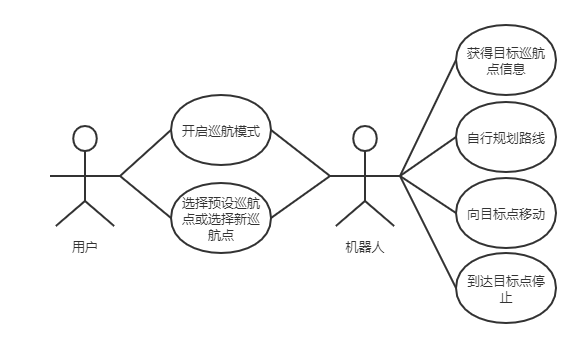 开启巡航模式
选择预设巡航
点或选择新巡
航点
用户
机器人
获得目标巡航
点信息
自行规划路线
向目标点移动
到达目标点停
止